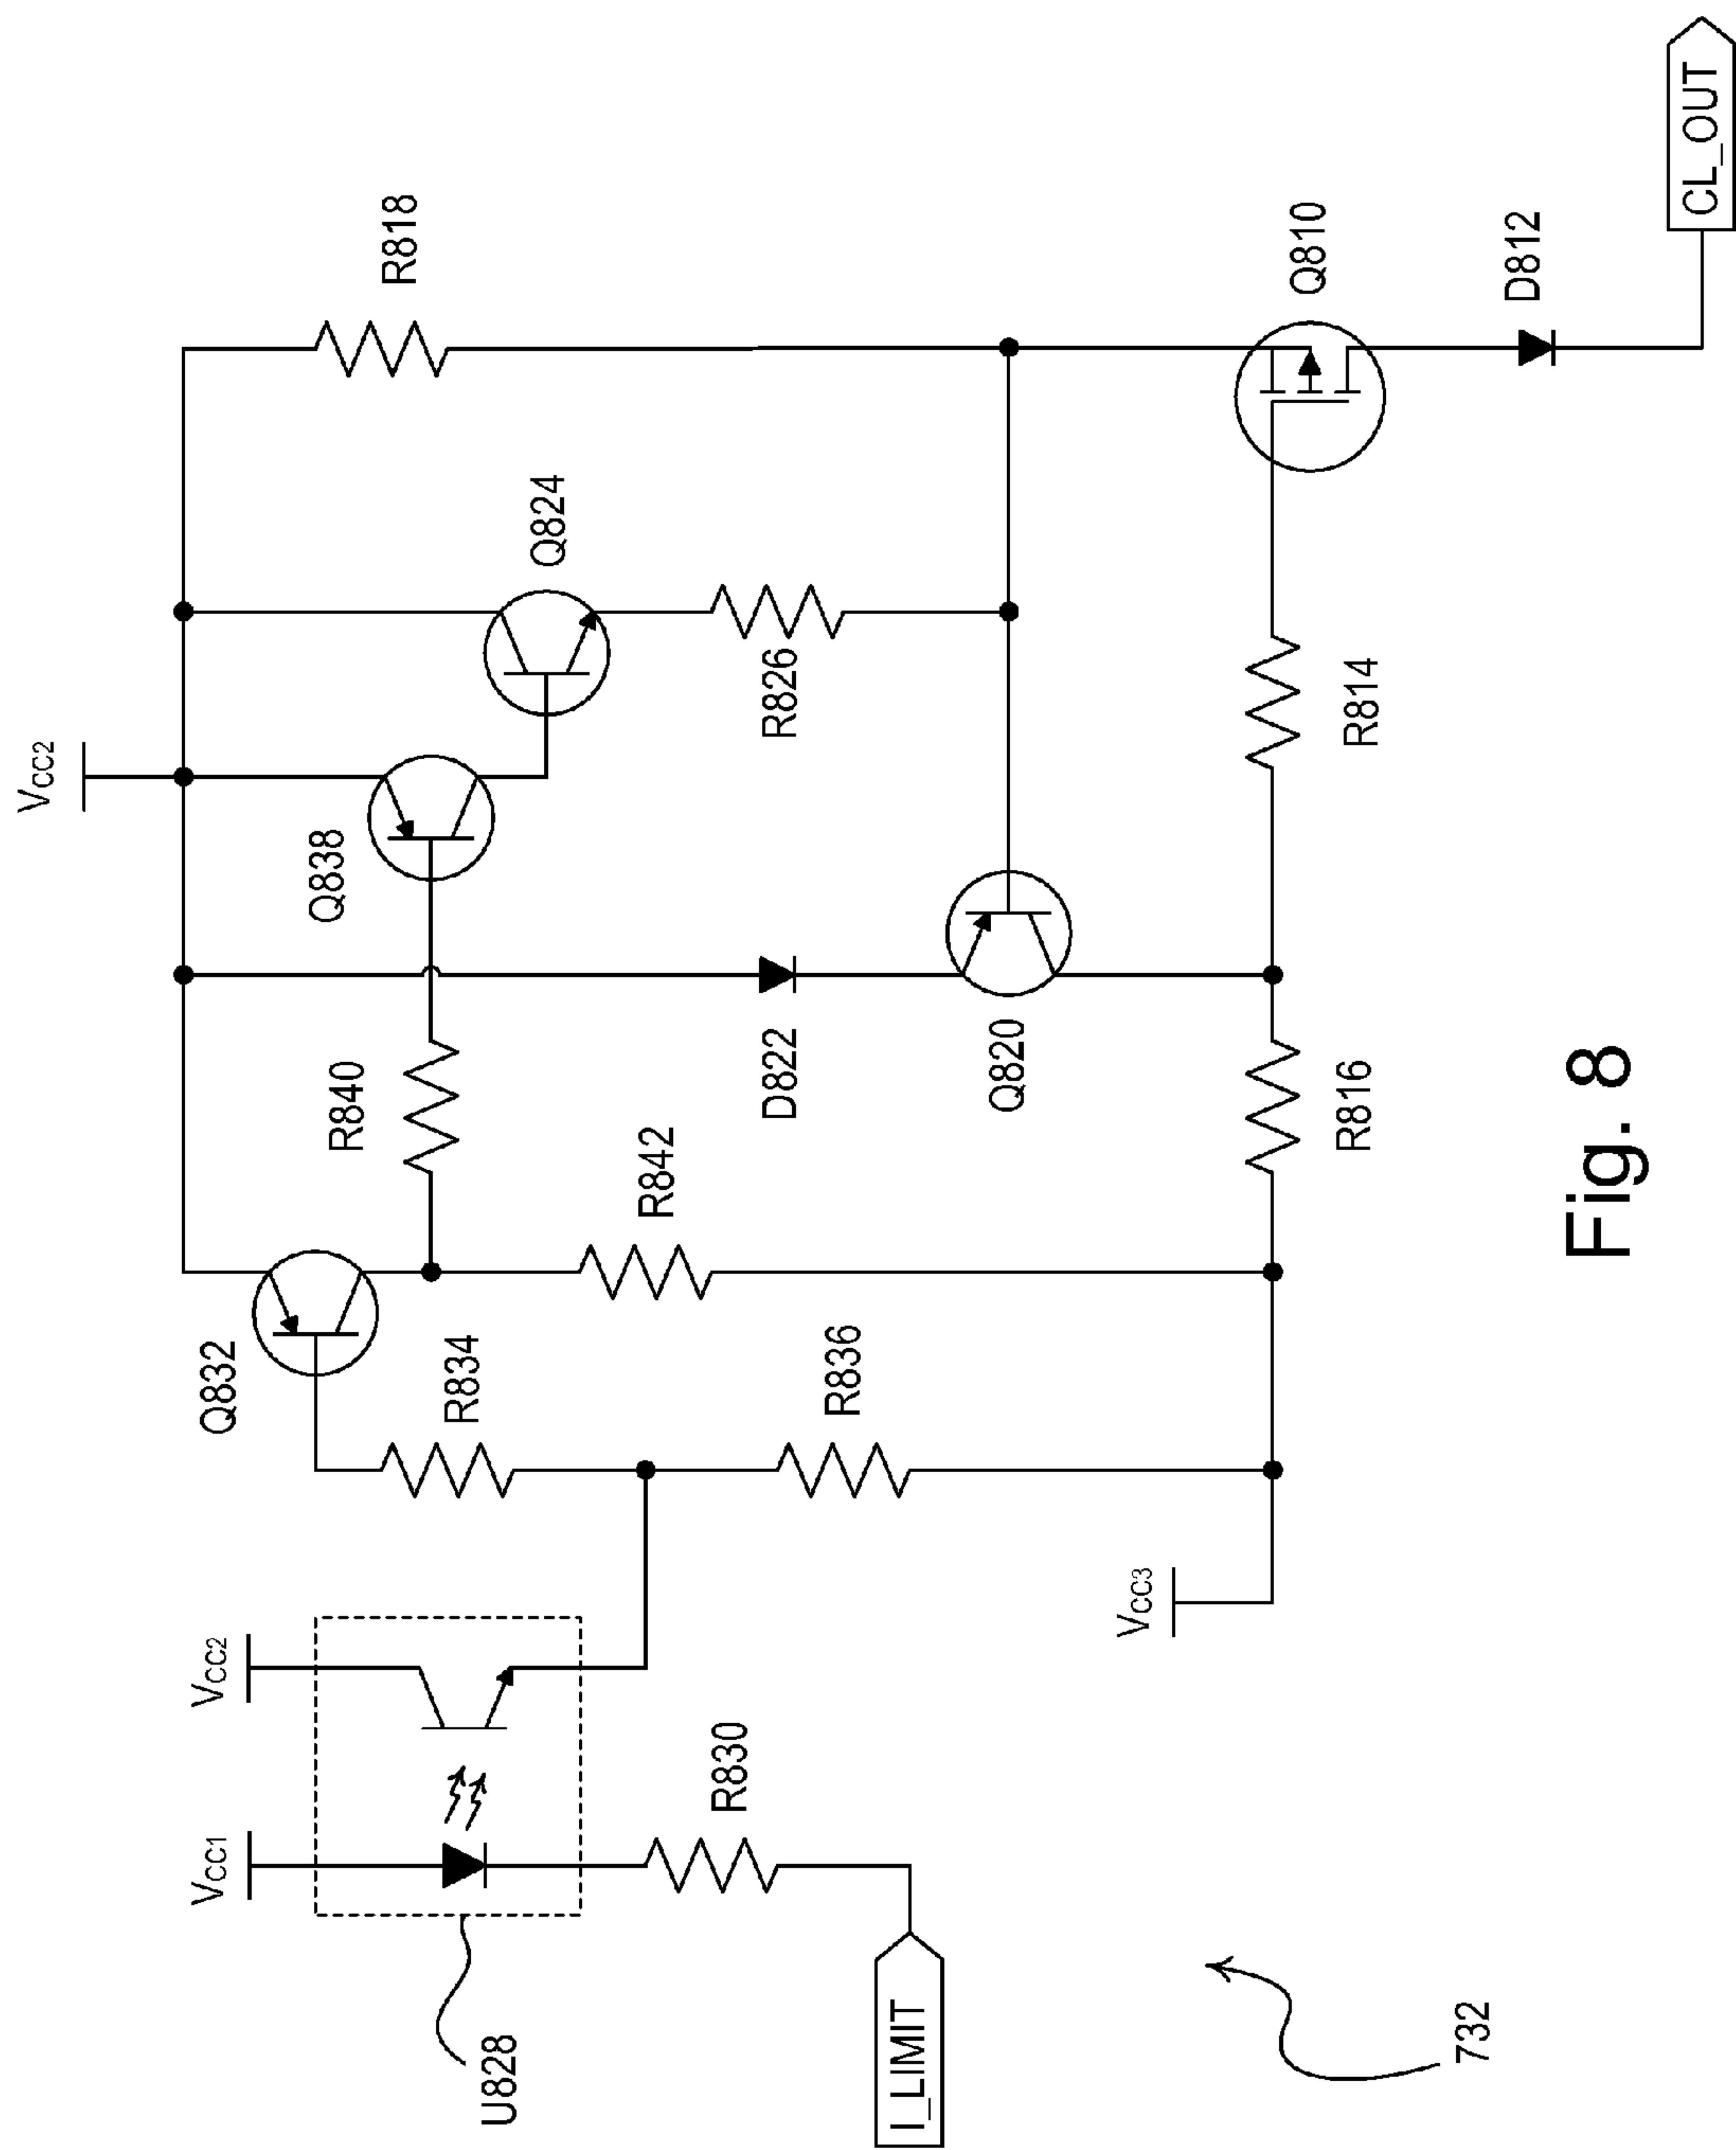 U828
I_LIMIT
732
VCC1
R830
VCC2
VCC3
Q832
R834
R836
R842
R840
R816
D822
Q820
Q838
VCC2
R826
R814
Q824
R818
Q810
D812
CL_OUT
Fig. 8